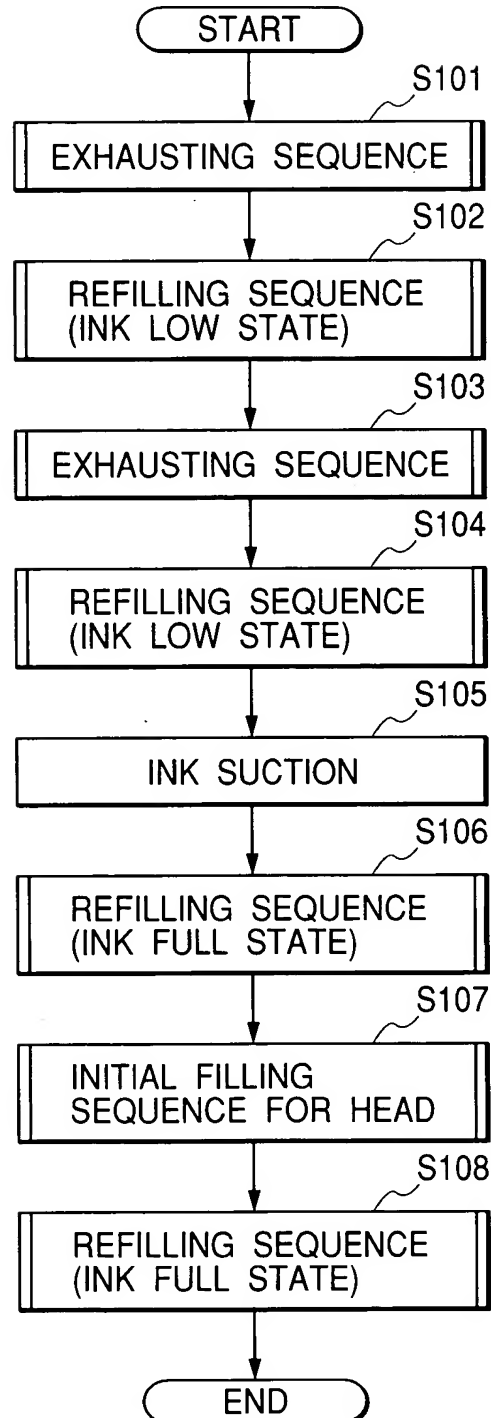 START
S101
EXHAUSTING SEQUENCE
S102
REFILLING SEQUENCE
(INK LOW STATE)
S103
EXHAUSTING SEQUENCE
S104
REFILLING SEQUENCE
(INK LOW STATE)
S105
INK SUCTION
S106
REFILLING SEQUENCE
(INK FULL STATE)
S107
INITIAL FILLING
SEQUENCE FOR HEAD
S108
REFILLING SEQUENCE
(INK FULL STATE)
END